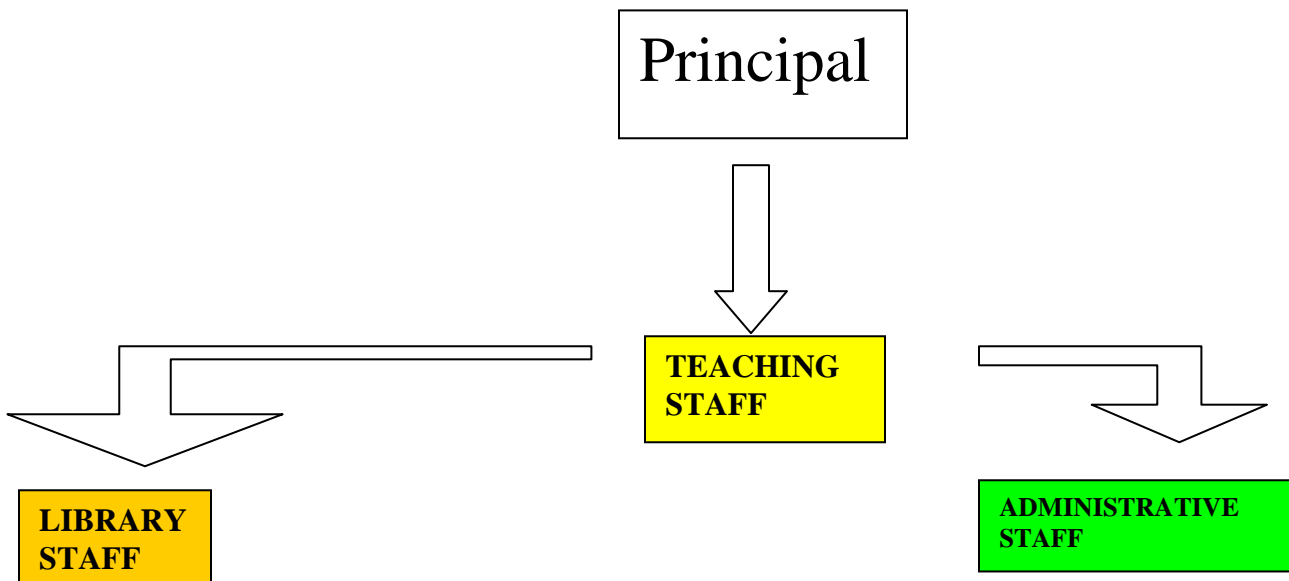 Principal
TEACHING
STAFF
LIBRARY
STAFF
ADMINISTRATIVE
STAFF